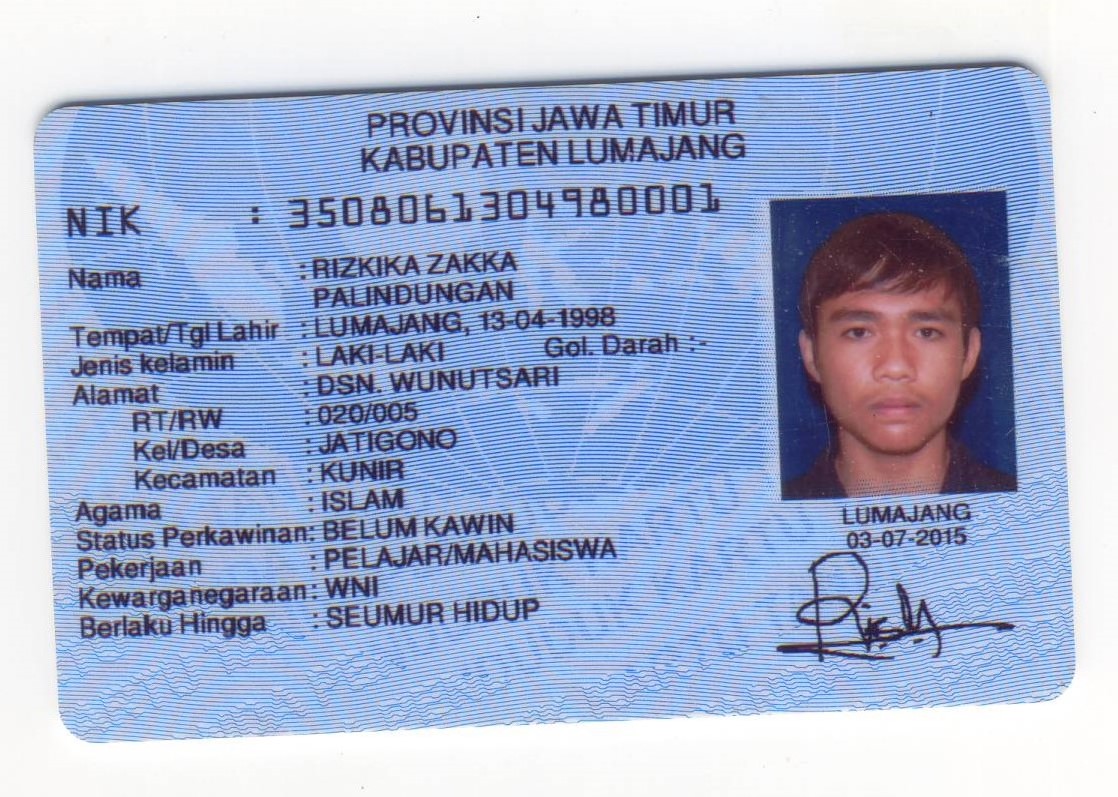 PROVINSI JAWA TIMUR
KABUPATEN LUMAJANG
NIK : 3508061304980001
Nama : RIZKIKA ZAKKA
PALINDUNGAN
Tempat/Tgl Lahir : LUMAJANG, 13-04-1998
Jenis kelamin : LAKI-LAKI Gol. Darah :-
Alamat : DSN. WUNUTSARI
RT/RW : 020/005
Kel/Desa : JATIGONO
Kecamatan : KUNIR
Agama : ISLAM
Status Perkawinan: BELUM KAWIN
Pekerjaan : PELAJAR/MAHASISWA
Kewarganegaraan: WNI
Berlaku Hingga : SEUMUR HIDUP
LUMAJANG
03-07-2015